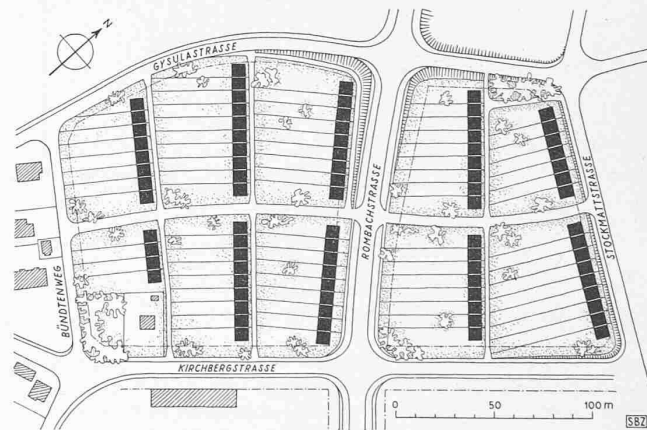 N
GYSULASTRASSE
ROMBACHSTRASSE
STOCKMATTSTRASSE
BÜNDTENWEG
KIRCHBERGSTRASSE
0 50 100 m
SBZ